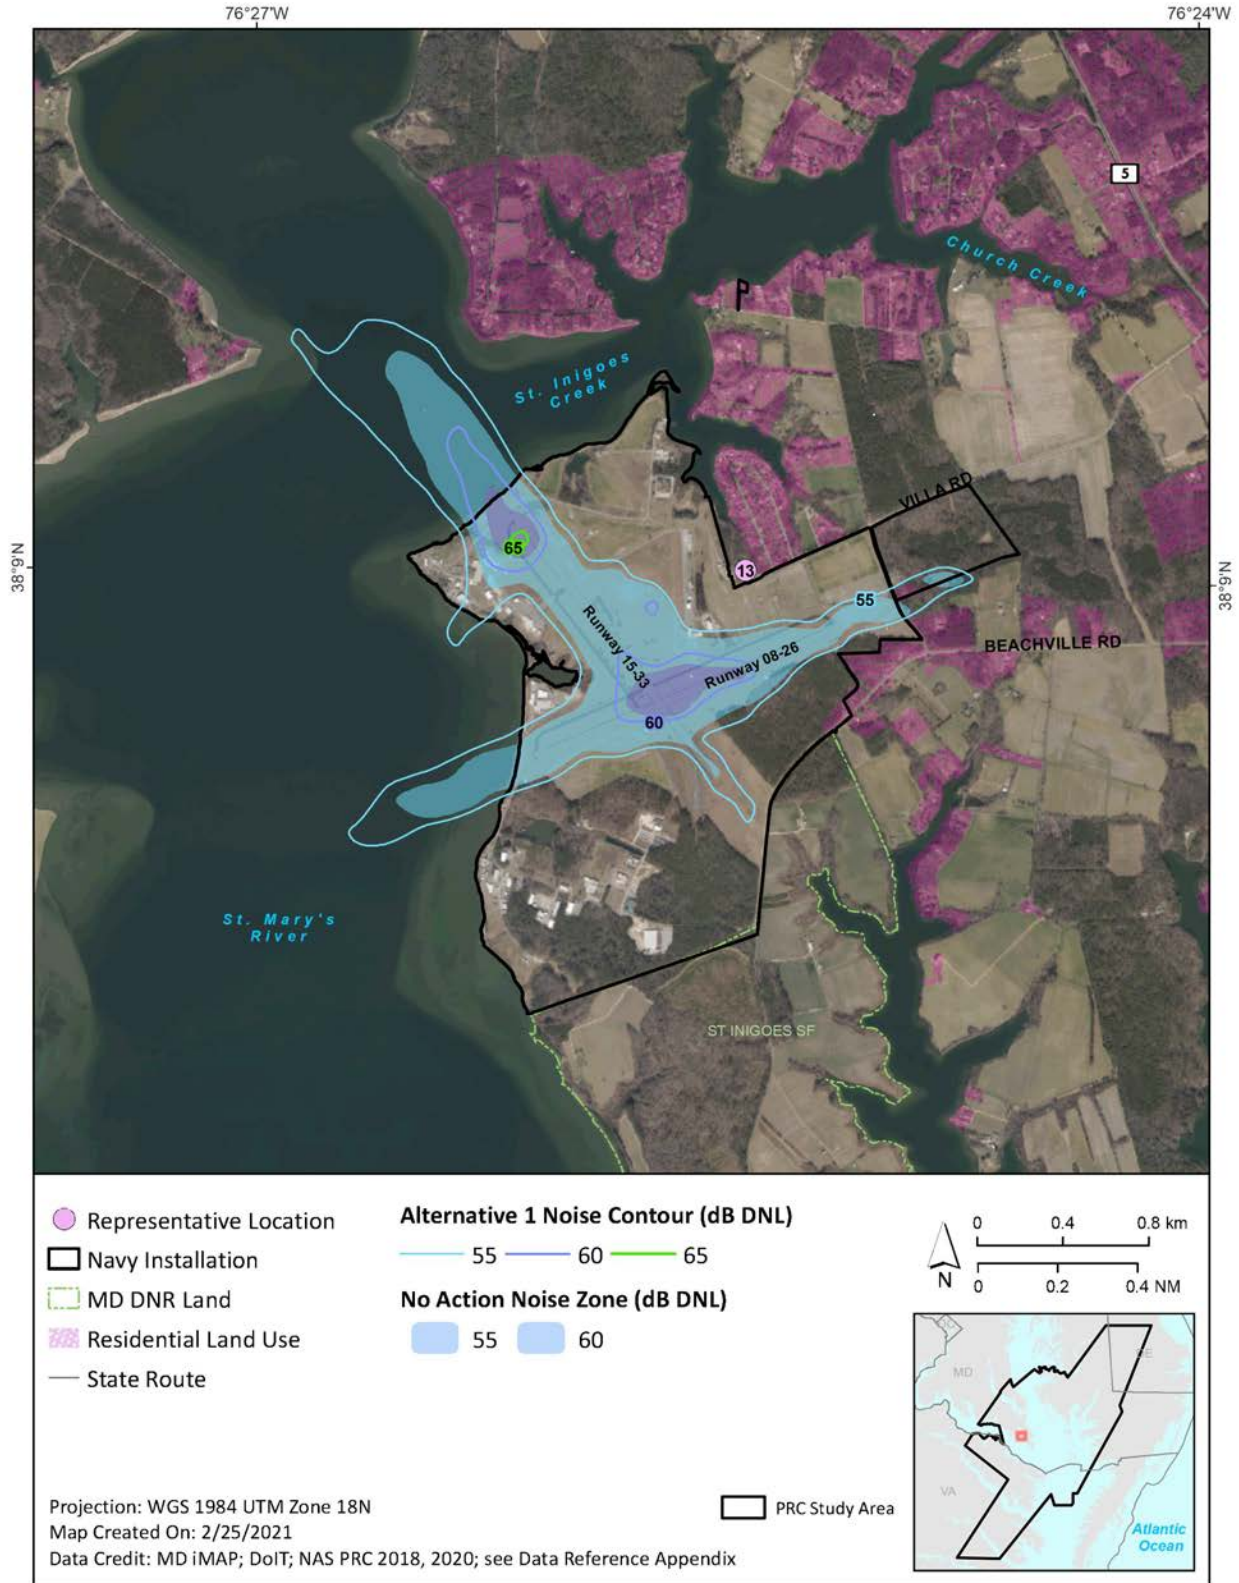 76°27'W
76°24'W
5
Church Creek
St. Inigoes
Creek
VILLA RD
38°9'N
38°9'N
65
13
55
Runway 15-33
Runway 08-26
BEACHVILLE RD
60
St. Mary's
River
ST INIGOES SF
Representative Location
Navy Installation
MD DNR Land
Residential Land Use
State Route
Alternative 1 Noise Contour (dB DNL)
55 60 65
No Action Noise Zone (dB DNL)
55 60
N
0 0.4 0.8 km
0 0.2 0.4 NM
DC
MD
DE
VA
Atlantic
Ocean
Projection: WGS 1984 UTM Zone 18N
Map Created On: 2/25/2021
Data Credit: MD iMAP; DoIT; NAS PRC 2018, 2020; see Data Reference Appendix
PRC Study Area